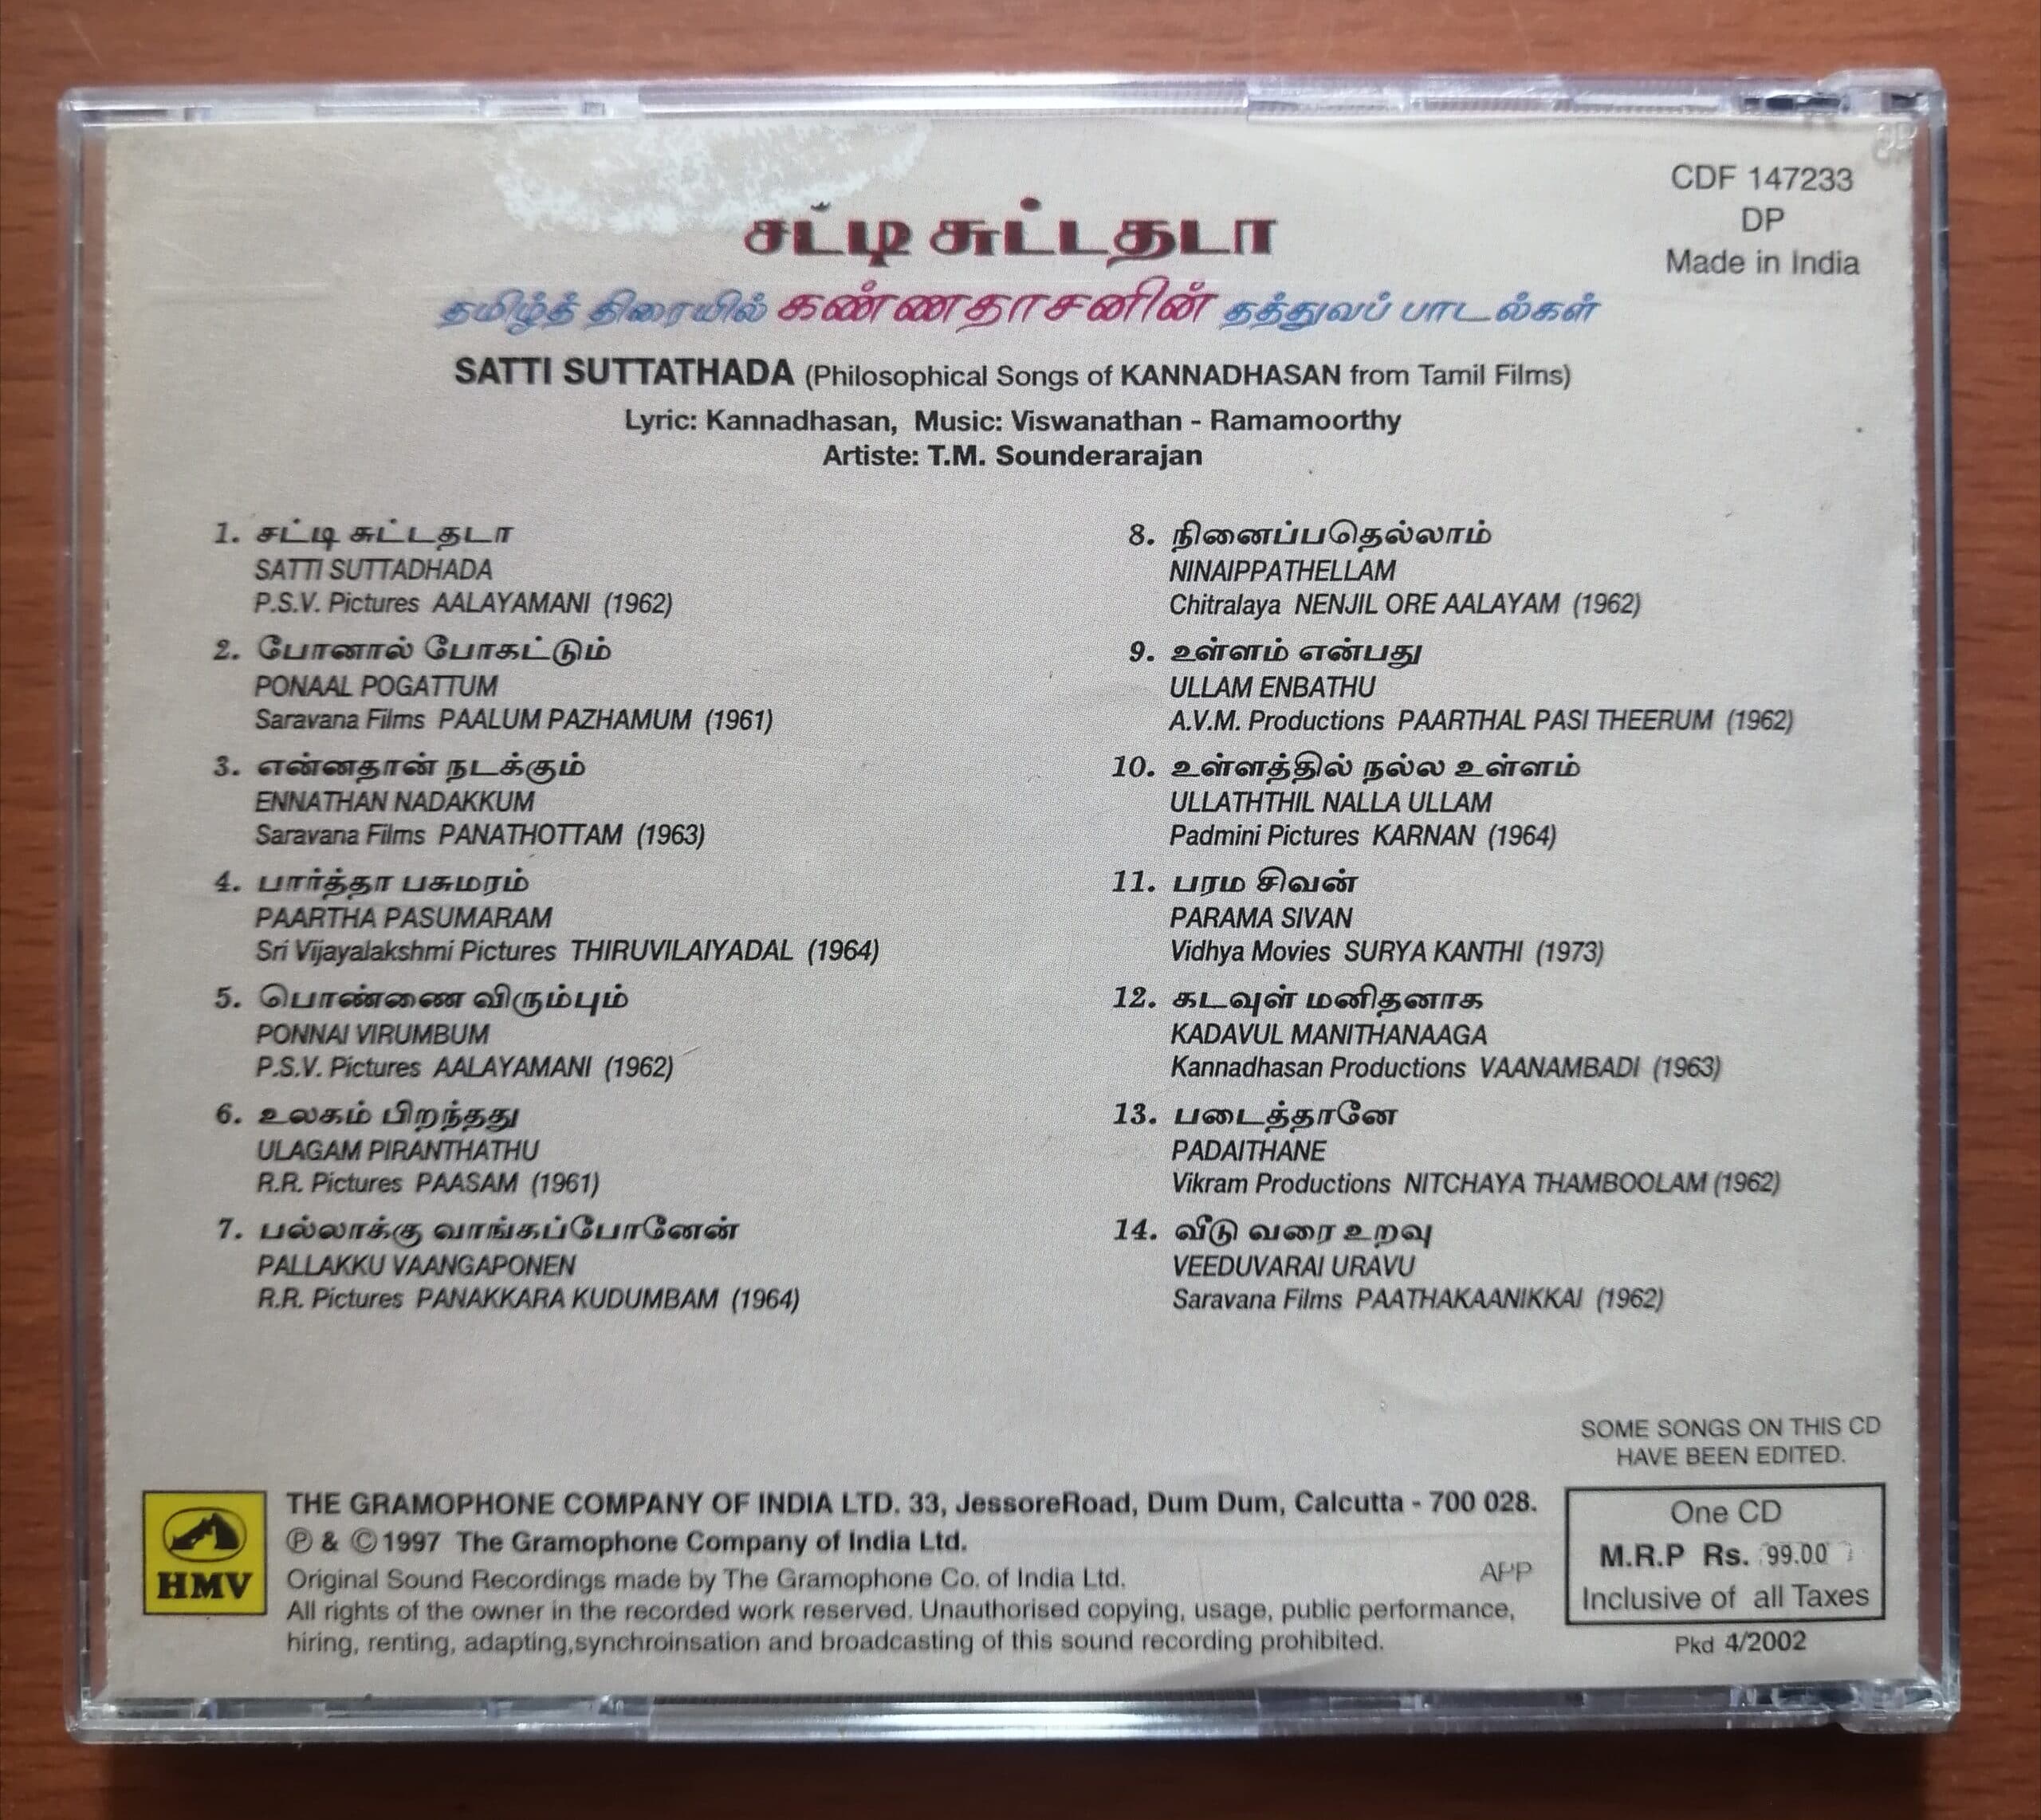 CDF 147233
DP
Made in India
சட்டி சுட்டதடா
தமிழ்த் திரையில் கண்ணதாசனின் தத்துவப் பாடல்கள்
SATTI SUTTATHADA (Philosophical Songs of KANNADHASAN from Tamil Films)
Lyric: Kannadhasan, Music: Viswanathan - Ramamoorthy
Artiste: T.M. Sounderarajan
1. சட்டி சுட்டதடா
SATTI SUTTADHADA
P.S.V. Pictures AALAYAMANI (1962)
2. போனால் போகட்டும்
PONAAL POGATTUM
Saravana Films PAALUM PAZHAMUM (1961)
3. என்னதான் நடக்கும்
ENNATHAN NADAKKUM
Saravana Films PANATHOTTAM (1963)
4. பார்த்தா பசுமரம்
PAARTHA PASUMARAM
Sri Vijayalakshmi Pictures THIRUVILAIYADAL (1964)
5. பொண்ணை விரும்பும்
PONNAI VIRUMBUM
P.S.V. Pictures AALAYAMANI (1962)
6. உலகம் பிறந்தது
ULAGAM PIRANTHATHU
R.R. Pictures PAASAM (1961)
7. பல்லாக்கு வாங்கப்போனேன்
PALLAKKU VAANGAPONEN
R.R. Pictures PANAKKARA KUDUMBAM (1964)
8. நினைப்பதெல்லாம்
NINAIPPATHELLAM
Chitralaya NENJIL ORE AALAYAM (1962)
9. உள்ளம் என்பது
ULLAM ENBATHU
A.V.M. Productions PAARTHAL PASI THEERUM (1962)
10. உள்ளத்தில் நல்ல உள்ளம்
ULLATHTHIL NALLA ULLAM
Padmini Pictures KARNAN (1964)
11. பரம சிவன்
PARAMA SIVAN
Vidhya Movies SURYA KANTHI (1973)
12. கடவுள் மனிதனாக
KADAVUL MANITHANAAGA
Kannadhasan Productions VAANAMBADI (1963)
13. படைத்தானே
PADAITHANE
Vikram Productions NITCHAYA THAMBOOLAM (1962)
14. வீடு வரை உறவு
VEEDUVARAI URAVU
Saravana Films PAATHAKAANIKKAI (1962)
SOME SONGS ON THIS CD
HAVE BEEN EDITED.
HMV
THE GRAMOPHONE COMPANY OF INDIA LTD. 33, JessoreRoad, Dum Dum, Calcutta - 700 028.
℗ & © 1997 The Gramophone Company of India Ltd.
Original Sound Recordings made by The Gramophone Co. of India Ltd.
APP
All rights of the owner in the recorded work reserved. Unauthorised copying, usage, public performance,
hiring, renting, adapting,synchroinsation and broadcasting of this sound recording prohibited.
One CD
M.R.P Rs. 99.00
Inclusive of all Taxes
Pkd 4/2002